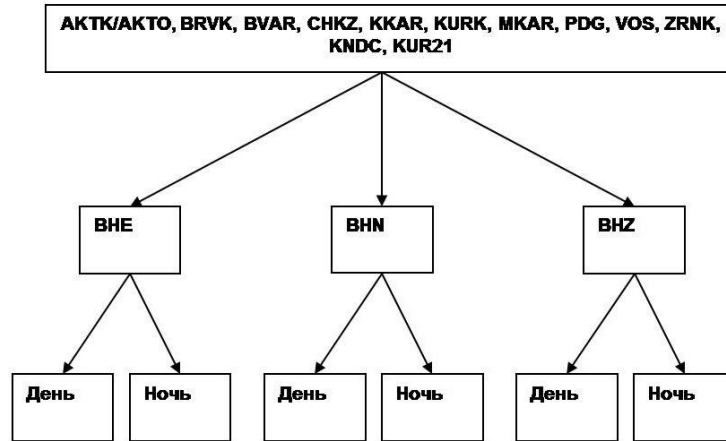 AKTK/AKTO, BRVK, BVAR, CHKZ, KKAR, KURK, MKAR, PDG, VOS, ZRNK,
KNDC, KUR21
BHE
BHN
BHZ
День
Ночь
День
Ночь
День
Ночь